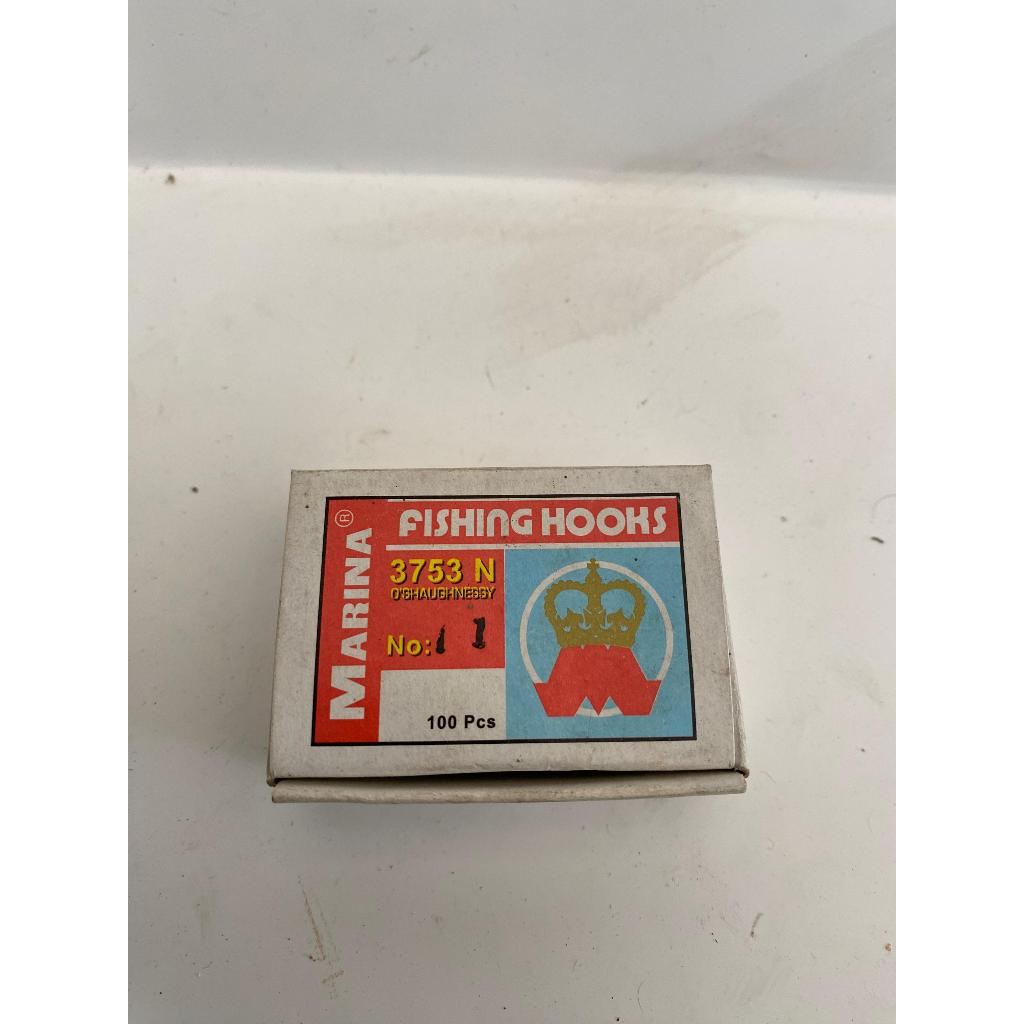 MARINA®
FISHING HOOKS
3753 N
O'SHAUGHNESSY
No: 1 1
100 Pcs